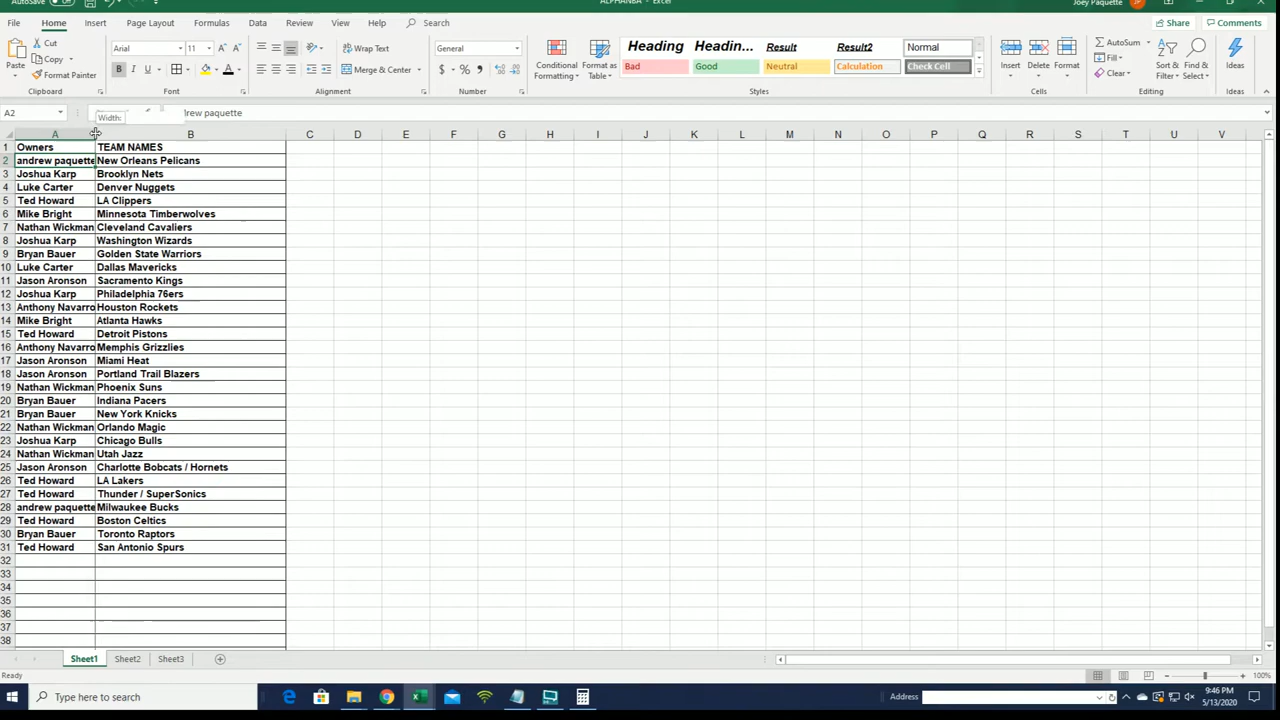 AutoSave Off ALPHANBA - Excel Joey Paquette JP
File Home Insert Page Layout Formulas Data Review View Help Search Share Comments
Cut
Copy
Format Painter
Paste
Clipboard
Arial 11
B I U
Font
Wrap Text
Merge & Center
Alignment
General
$ % ,
Number
Conditional Formatting
Format as Table
Heading Headin... Result Result2 Normal
Bad Good Neutral Calculation Check Cell
Styles
Insert Delete Format
Cells
AutoSum
Fill
Clear
Sort & Filter
Find & Select
Editing
Ideas
Ideas
A2 drew paquette
Width:
A B C D E F G H I J K L M N O P Q R S T U V
1 Owners TEAM NAMES
2 andrew paquette New Orleans Pelicans
3 Joshua Karp Brooklyn Nets
4 Luke Carter Denver Nuggets
5 Ted Howard LA Clippers
6 Mike Bright Minnesota Timberwolves
7 Nathan Wickman Cleveland Cavaliers
8 Joshua Karp Washington Wizards
9 Bryan Bauer Golden State Warriors
10 Luke Carter Dallas Mavericks
11 Jason Aronson Sacramento Kings
12 Joshua Karp Philadelphia 76ers
13 Anthony Navarro Houston Rockets
14 Mike Bright Atlanta Hawks
15 Ted Howard Detroit Pistons
16 Anthony Navarro Memphis Grizzlies
17 Jason Aronson Miami Heat
18 Jason Aronson Portland Trail Blazers
19 Nathan Wickman Phoenix Suns
20 Bryan Bauer Indiana Pacers
21 Bryan Bauer New York Knicks
22 Nathan Wickman Orlando Magic
23 Joshua Karp Chicago Bulls
24 Nathan Wickman Utah Jazz
25 Jason Aronson Charlotte Bobcats / Hornets
26 Ted Howard LA Lakers
27 Ted Howard Thunder / SuperSonics
28 andrew paquette Milwaukee Bucks
29 Ted Howard Boston Celtics
30 Bryan Bauer Toronto Raptors
31 Ted Howard San Antonio Spurs
32
33
34
35
36
37
38
Sheet1 Sheet2 Sheet3
Ready 100%
Type here to search Address 9:46 PM
5/13/2020